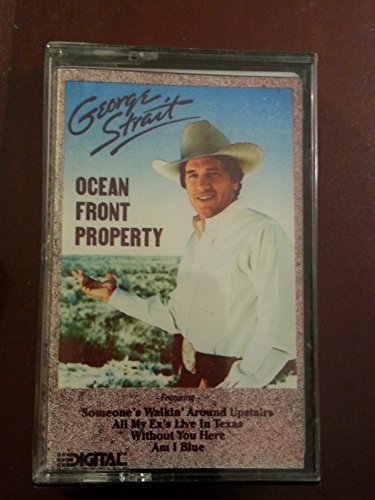 George
Strait
OCEAN
FRONT
PROPERTY
-Featuring-
Someone's Walkin' Around Upstairs
All My Ex's Live In Texas
Without You Here
Am I Blue
DIGITAL